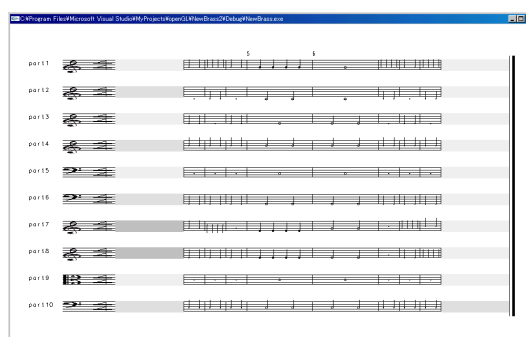 C:¥Program Files¥Microsoft Visual Studio¥MyProjects¥openGL¥NewBrass2¥Debug¥NewBrass.exe
5 6
part1
part2
part3
part4
part5
part6
part7
part8
part9
part10